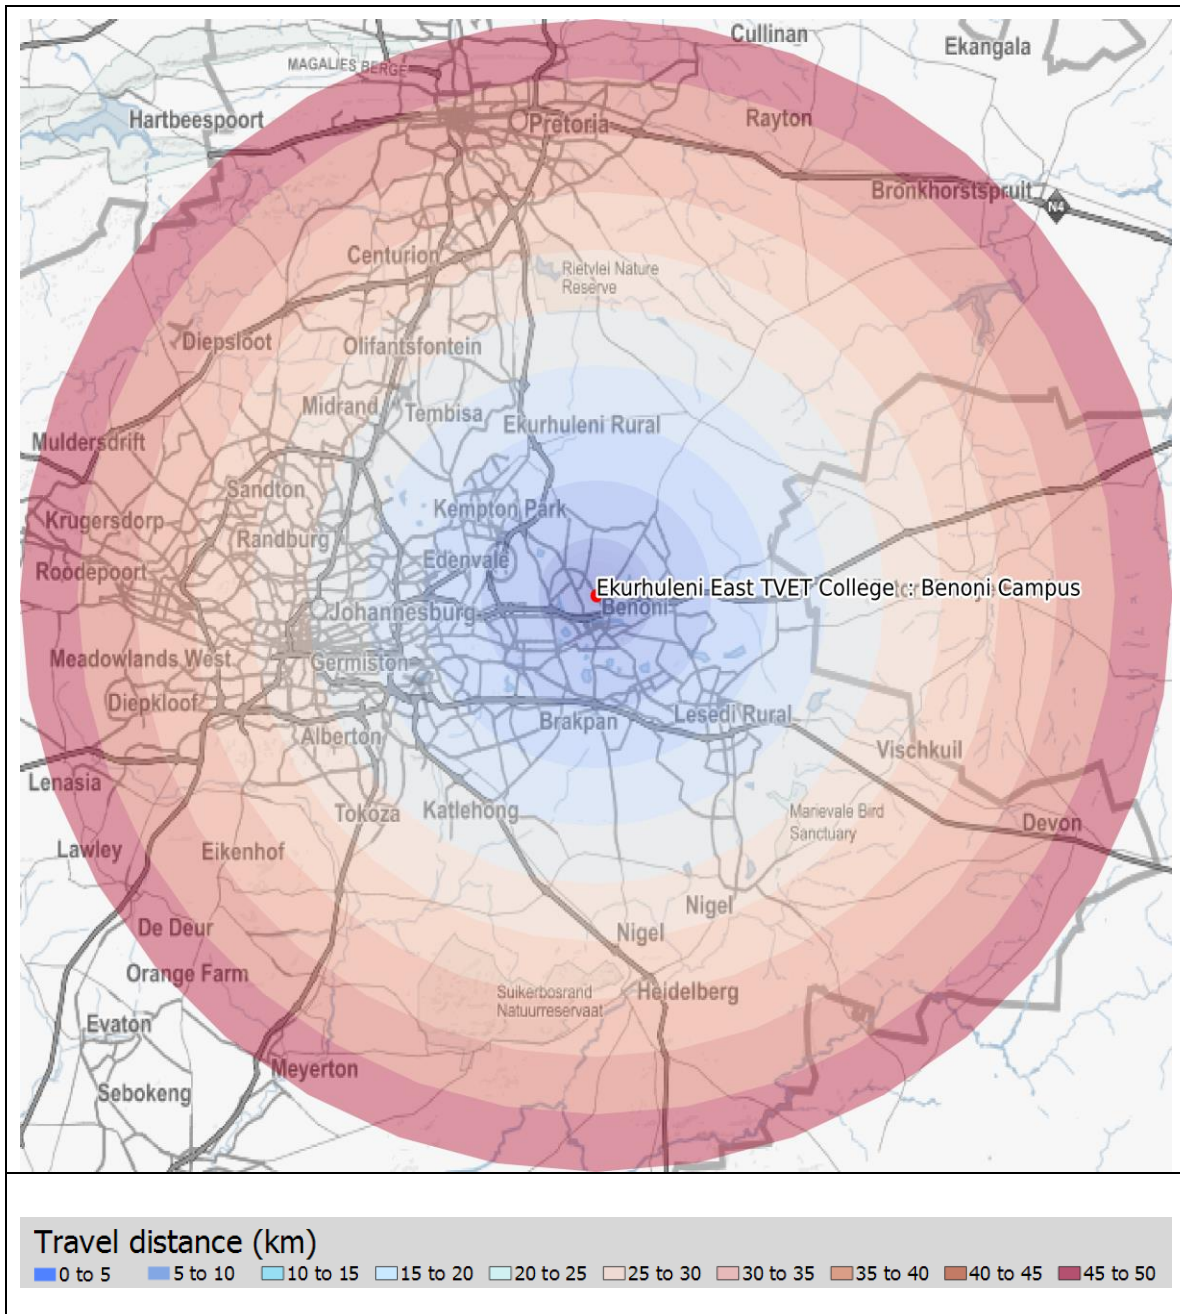 Cullinan
Ekangala
MAGALIES BERGE
Hartbeespoort
Pretoria
Rayton
Bronkhorstspruit
N4
Centurion
Rietvlei Nature
Reserve
Diepsloot
Olifantsfontein
Midrand
Tembisa
Ekurhuleni Rural
Muldersdrift
Sandton
Kempton Park
Krugersdorp
Randburg
Edenvale
Roodepoort
Ekurhuleni East TVET College : Benoni Campus
Benoni
Johannesburg
Meadowlands West
Germiston
Diepkloof
Brakpan
Lesedi Rural
Alberton
Vischkuil
Lenasia
Tokoza
Katlehong
Marievale Bird
Sanctuary
Devon
Lawley
Eikenhof
Nigel
De Deur
Nigel
Orange Farm
Suikerbosrand
Natuurreservaat
Heidelberg
Evaton
Meyerton
Sebokeng
Travel distance (km)
0 to 5 5 to 10 10 to 15 15 to 20 20 to 25 25 to 30 30 to 35 35 to 40 40 to 45 45 to 50